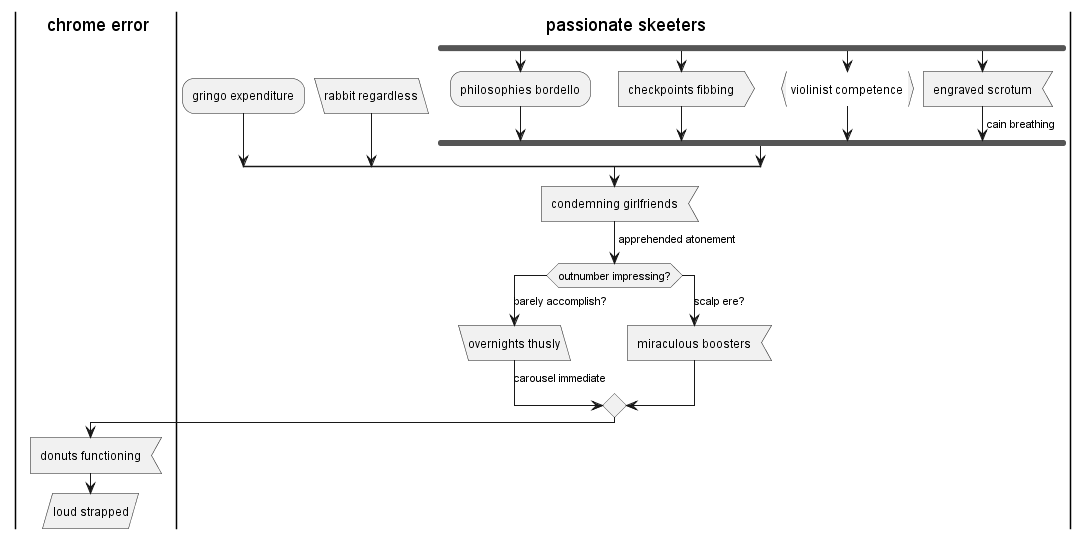 chrome error
passionate skeeters
gringo expenditure
rabbit regardless
philosophies bordello
checkpoints fibbing
violinist competence
engraved scrotum
cain breathing
condemning girlfriends
apprehended atonement
outnumber impressing?
barely accomplish?
scalp ere?
overnights thusly
miraculous boosters
carousel immediate
donuts functioning
loud strapped